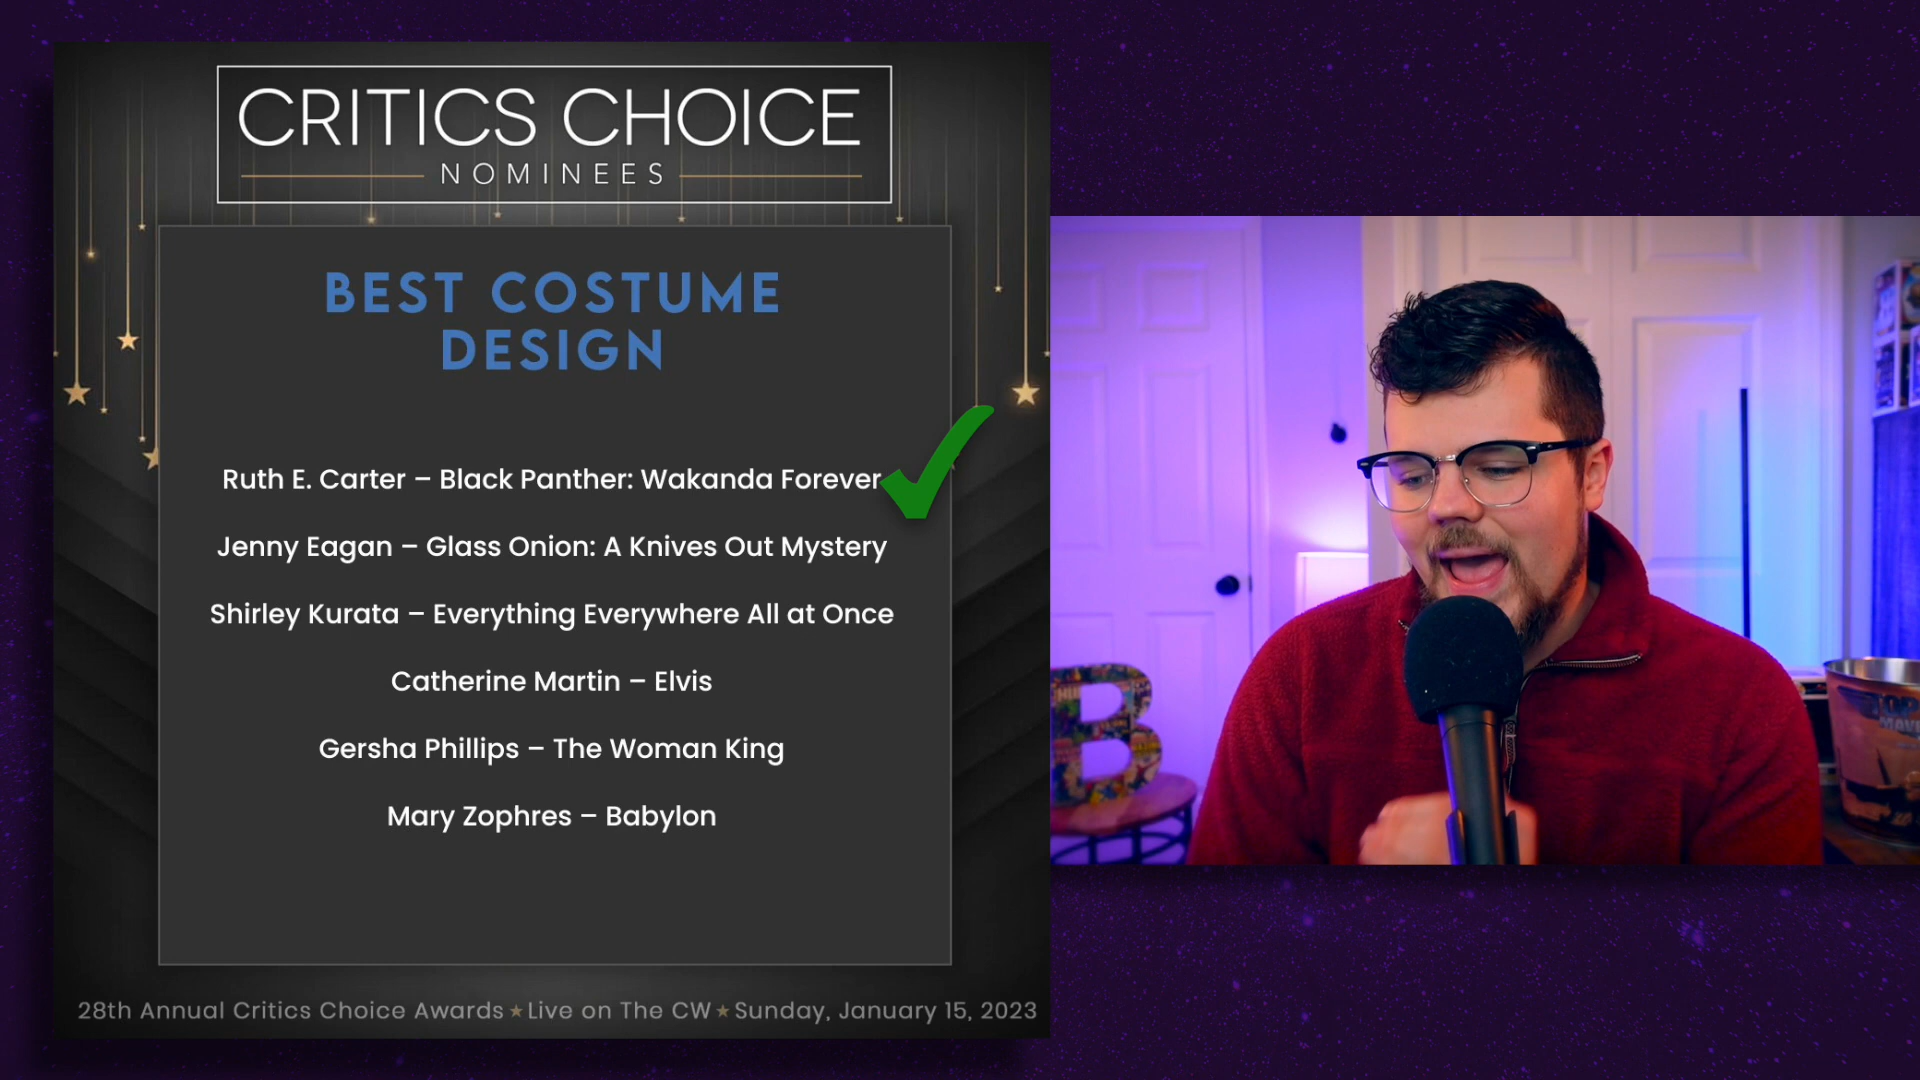 CRITICS CHOICE
NOMINEES
BEST COSTUME
DESIGN
Ruth E. Carter – Black Panther: Wakanda Forever
Jenny Eagan – Glass Onion: A Knives Out Mystery
Shirley Kurata – Everything Everywhere All at Once
Catherine Martin – Elvis
Gersha Phillips – The Woman King
Mary Zophres – Babylon
28th Annual Critics Choice Awards★Live on The CW★Sunday, January 15, 2023
B